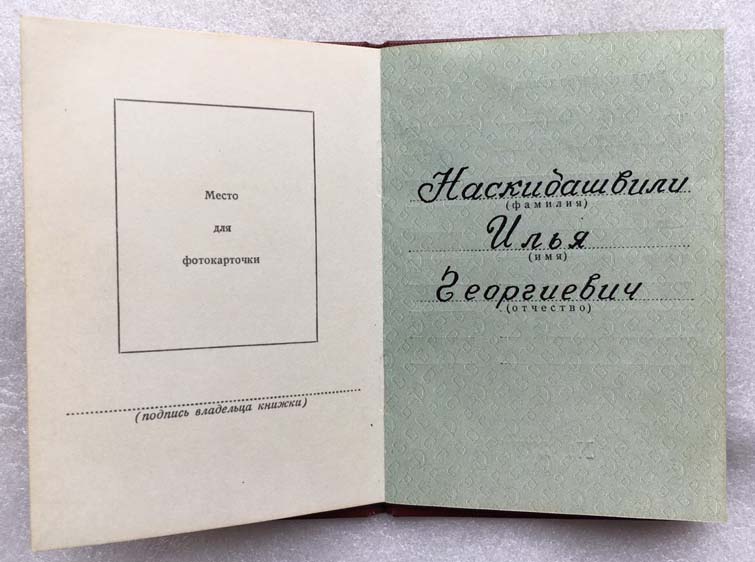 Место
для
фотокарточки
(подпись владельца книжки)
Наскидашвили
(фамилия)
Илья
(имя)
Георгиевич
(отчество)